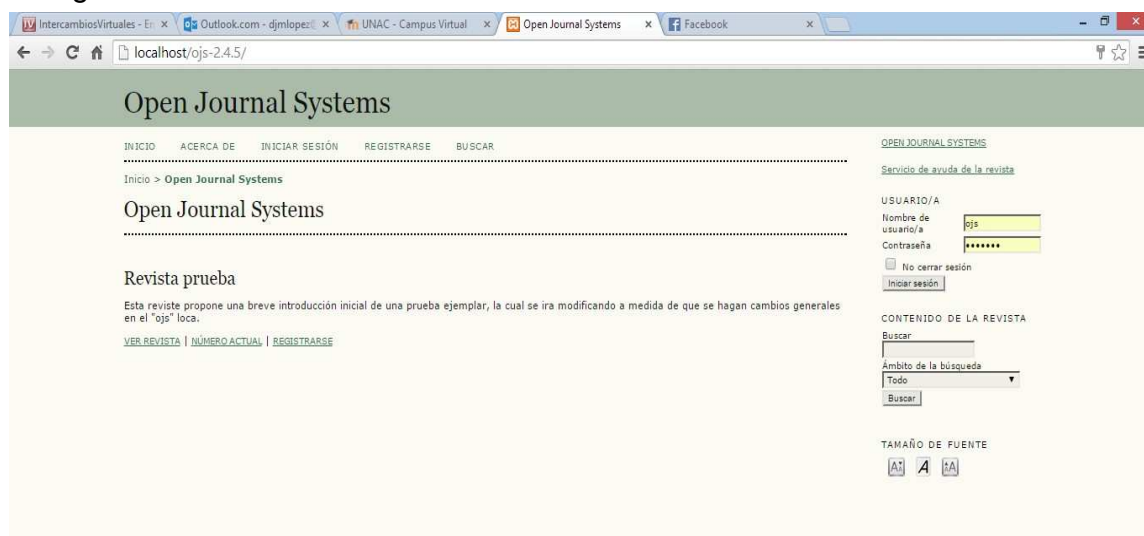 IntercambiosVirtuales - En
Outlook.com - djmlopez
UNAC - Campus Virtual
Open Journal Systems
Facebook
localhost/ojs-2.4.5/
Open Journal Systems
INICIO ACERCA DE INICIAR SESIÓN REGISTRARSE BUSCAR
Inicio > Open Journal Systems
Open Journal Systems
Revista prueba
Esta reviste propone una breve introducción inicial de una prueba ejemplar, la cual se ira modificando a medida de que se hagan cambios generales
en el "ojs" loca.
VER REVISTA | NÚMERO ACTUAL | REGISTRARSE
OPEN JOURNAL SYSTEMS
Servicio de ayuda de la revista
USUARIO/A
Nombre de
usuario/a
ojs
Contraseña
•••••••
No cerrar sesión
Iniciar sesión
CONTENIDO DE LA REVISTA
Buscar
Ámbito de la búsqueda
Todo
Buscar
TAMAÑO DE FUENTE
A A A